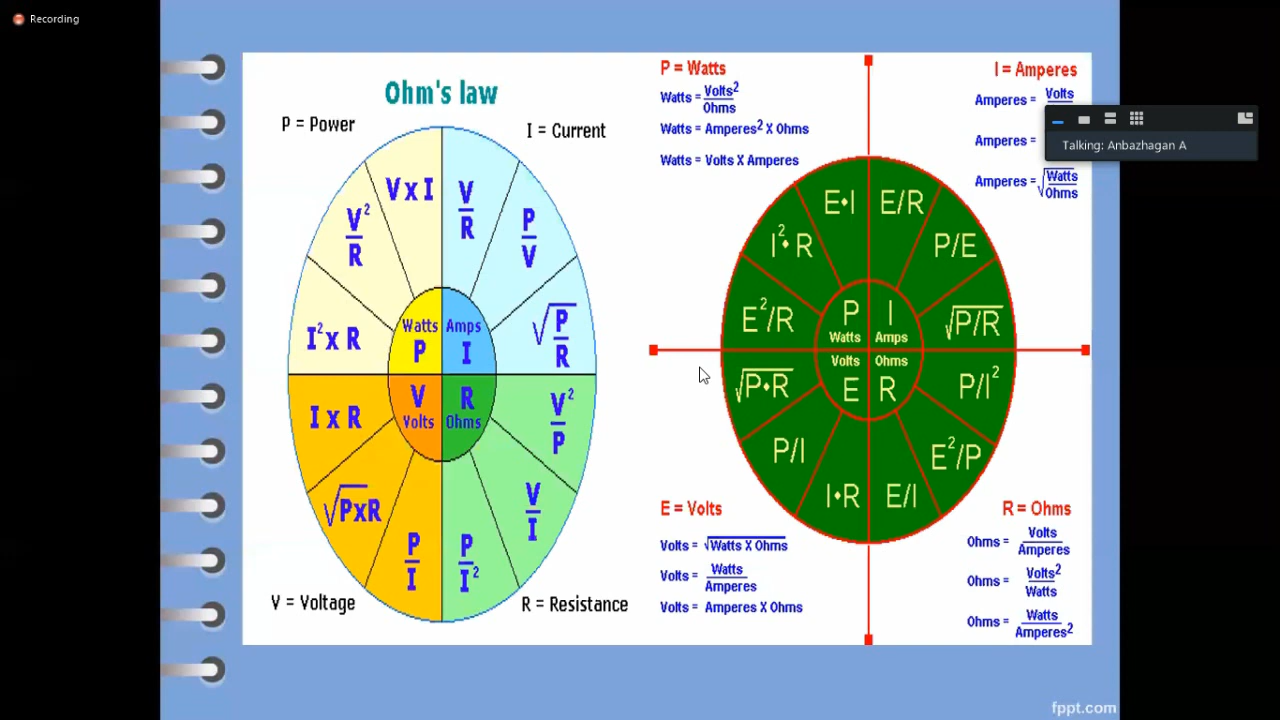 Recording
Ohm's law
P = Power
I = Current
V x I
V/R
V²/R
P/V
I² x R
√P/R
Watts
P
Amps
I
V
Volts
R
Ohms
I x R
V²/P
√PxR
V/I
P/I
P/I²
V = Voltage
R = Resistance
P = Watts
Watts = Volts²/Ohms
Watts = Amperes² X Ohms
Watts = Volts X Amperes
I = Amperes
Amperes = Volts
Amperes =
Amperes = √Watts/Ohms
Talking: Anbazhagan A
E•I
E/R
I²•R
P/E
E²/R
√P/R
P
Watts
I
Amps
Volts
E
Ohms
R
√P•R
P/I²
P/I
E²/P
I•R
E/I
E = Volts
Volts = √Watts X Ohms
Volts = Watts/Amperes
Volts = Amperes X Ohms
R = Ohms
Ohms = Volts/Amperes
Ohms = Volts²/Watts
Ohms = Watts/Amperes²
fppt.com